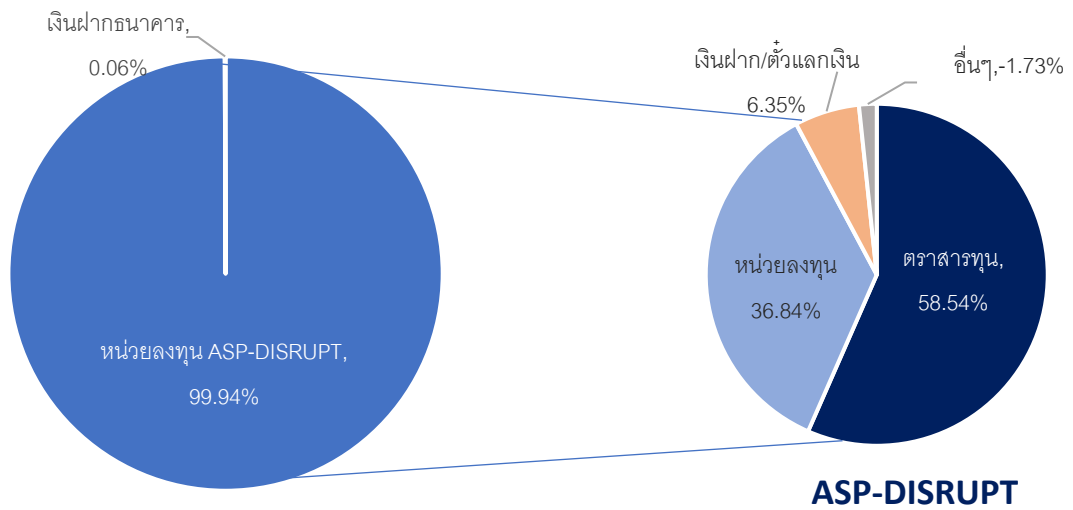 เงินฝากธนาคาร,
0.06%
หน่วยลงทุน ASP-DISRUPT,
99.94%
เงินฝาก/ตั๋วแลกเงิน
6.35%
อื่นๆ,-1.73%
หน่วยลงทุน
36.84%
ตราสารทุน,
58.54%
ASP-DISRUPT